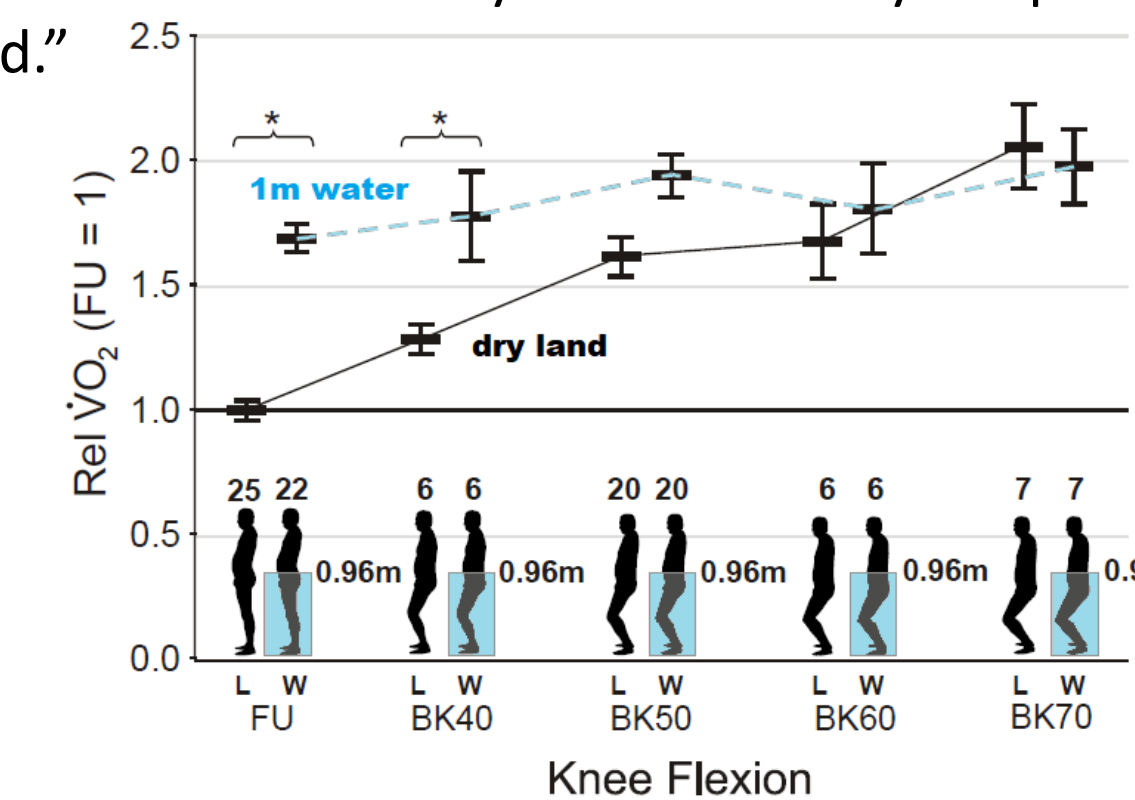 d.”
2.5
* *
2.0
1m water
1.5
dry land
1.0
Rel V̇O₂ (FU = 1)
25 22 6 6 20 20 6 6 7 7
0.5
0.96m 0.96m 0.96m 0.96m
0.0
L W L W L W L W L W
FU BK40 BK50 BK60 BK70
Knee Flexion